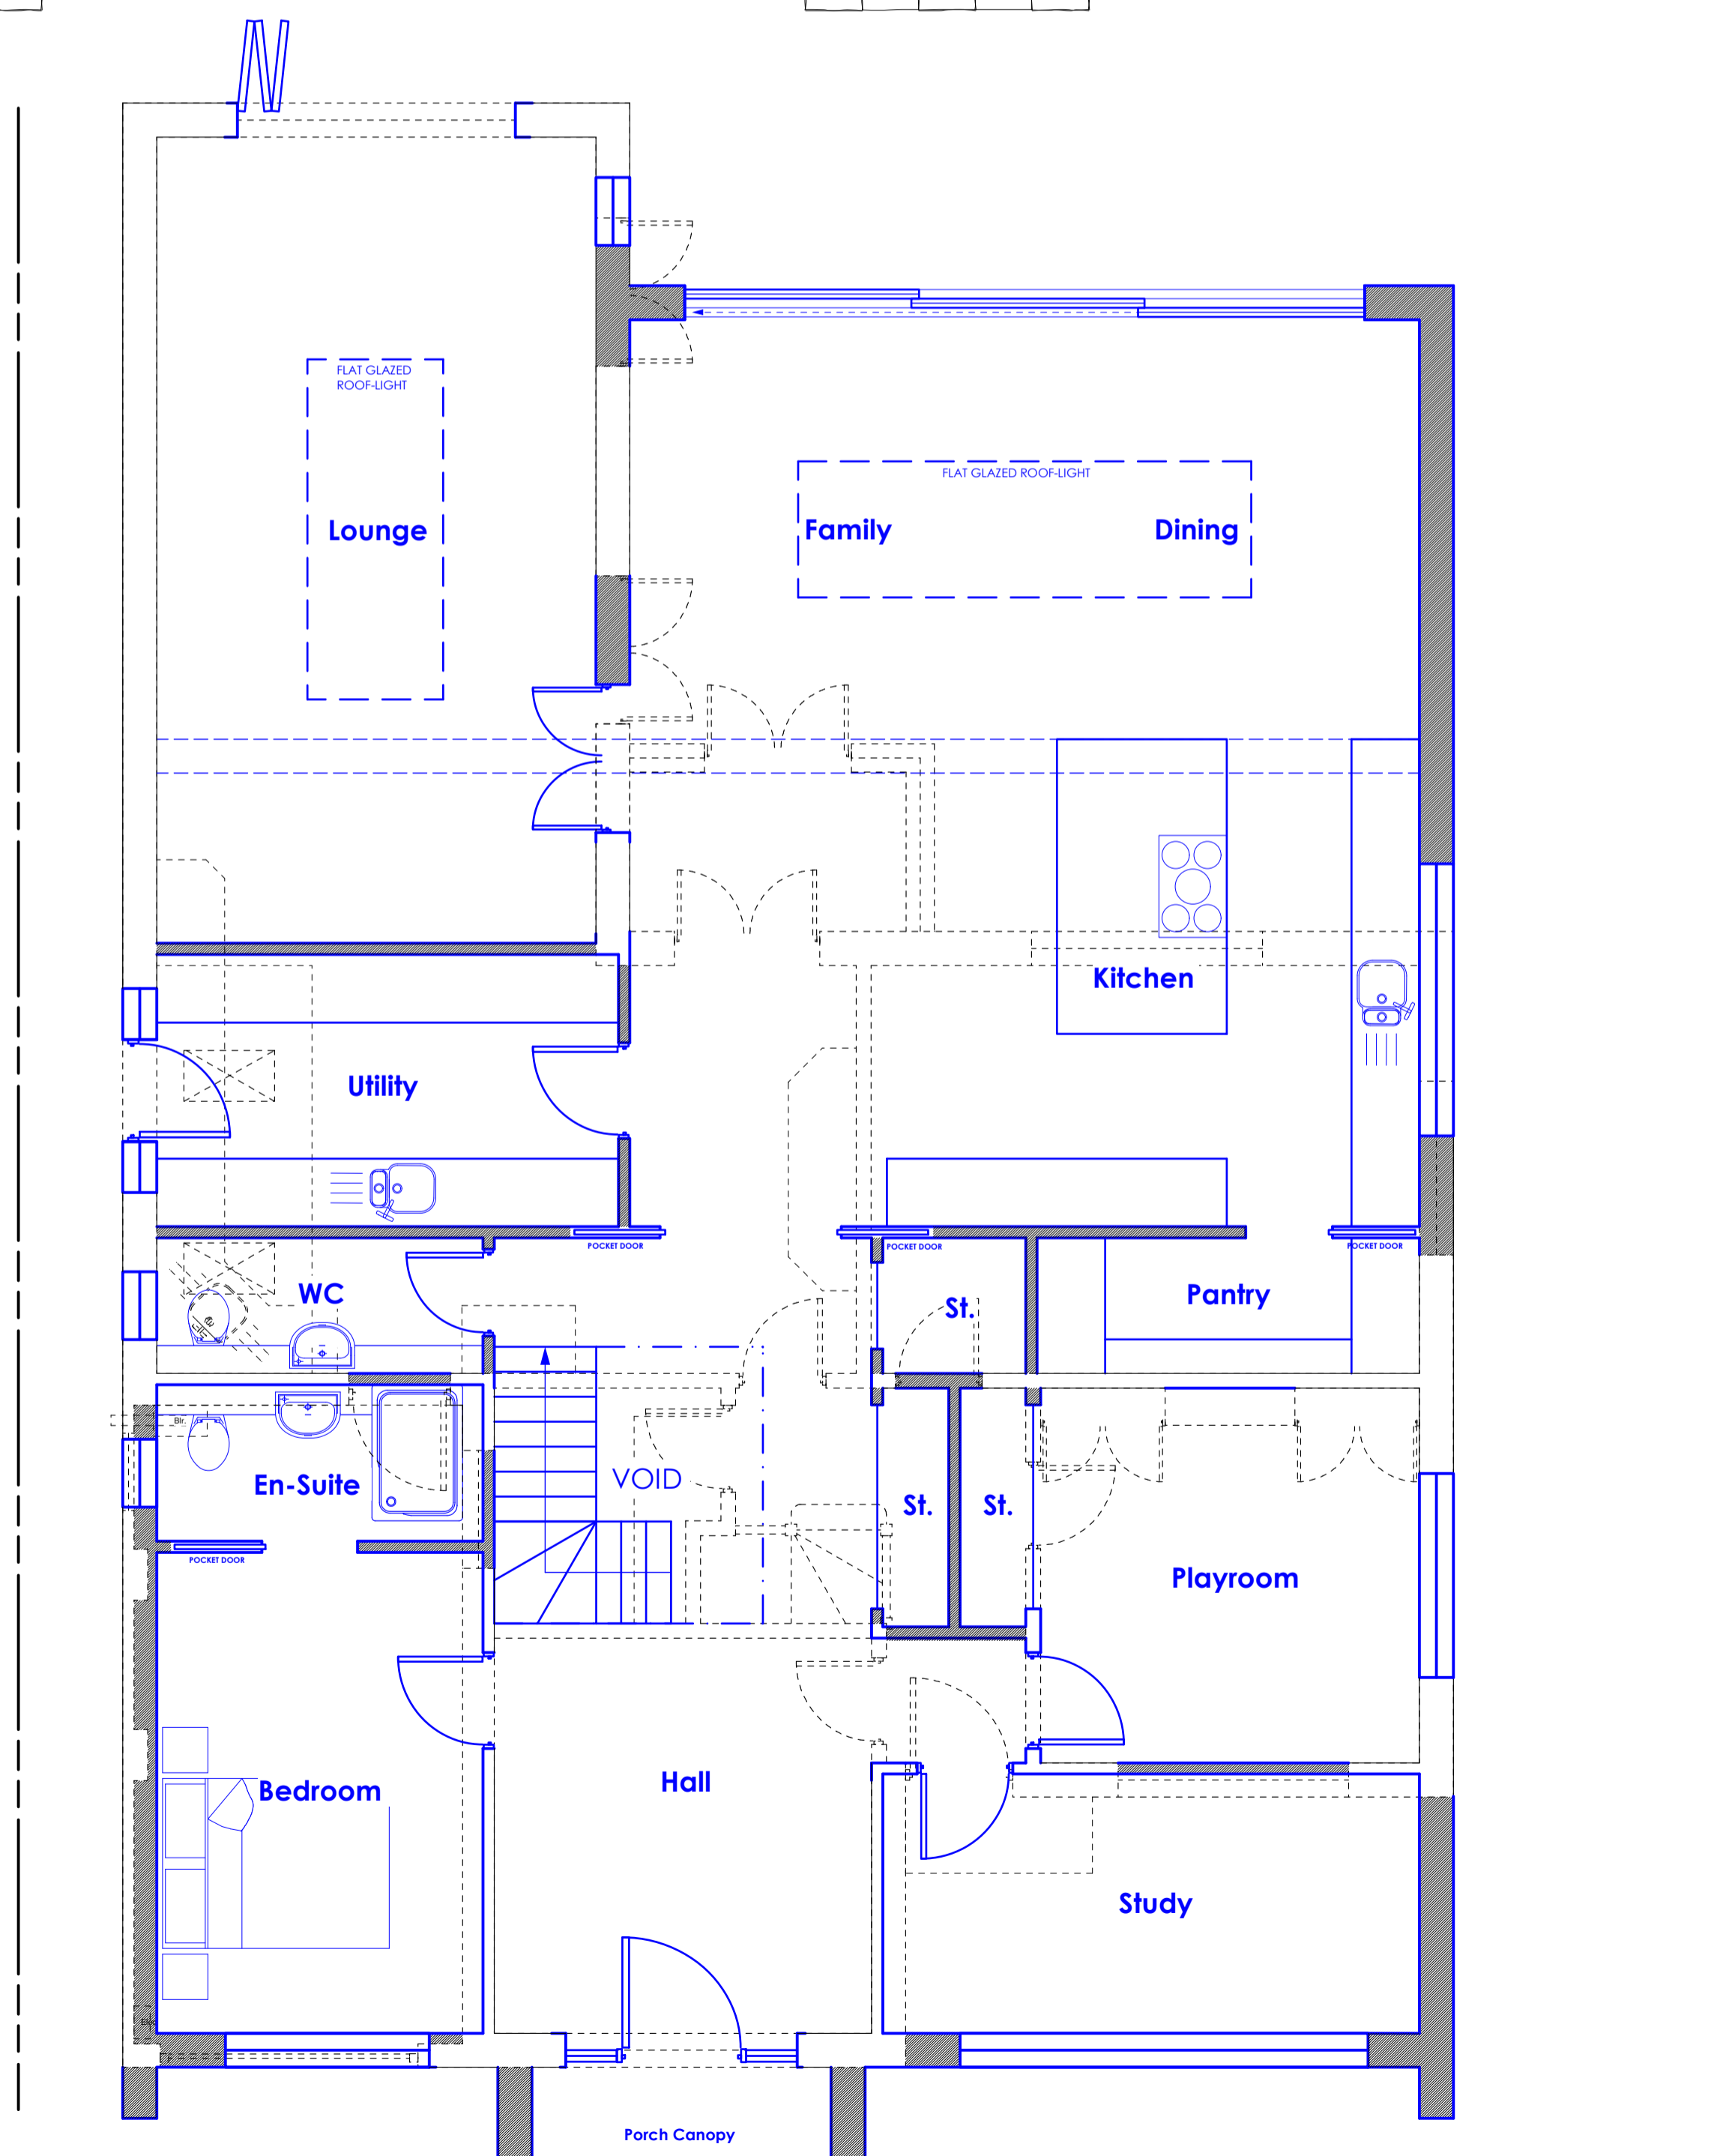 FLAT GLAZED
ROOF-LIGHT
FLAT GLAZED ROOF-LIGHT
Lounge
Family
Dining
Kitchen
Utility
POCKET DOOR
POCKET DOOR
POCKET DOOR
WC
St.
Pantry
Blr.
En-Suite
VOID
St.
St.
POCKET DOOR
Playroom
Bedroom
Hall
Study
Porch Canopy